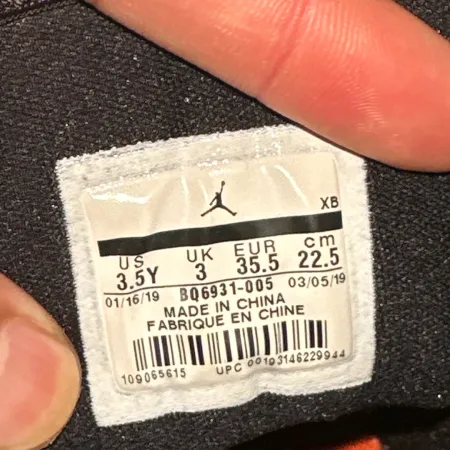 XB
US UK EUR cm
3.5Y 3 35.5 22.5
01/16/19 BQ6931-005 03/05/19
MADE IN CHINA
FABRIQUE EN CHINE
109065615 UPC 00193146229944